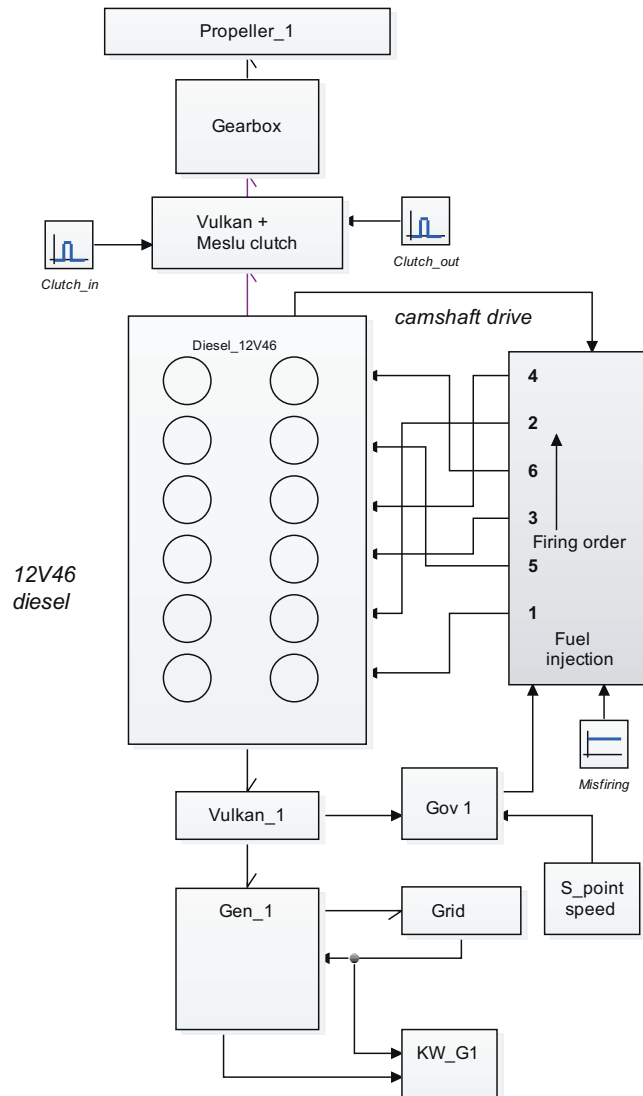 Propeller_1
Gearbox
Vulkan +
Meslu clutch
Clutch_in
Clutch_out
camshaft drive
Diesel_12V46
4
2
6
3
Firing order
5
1
Fuel
injection
12V46
diesel
Misfiring
Vulkan_1
Gov 1
S_point
speed
Gen_1
Grid
KW_G1